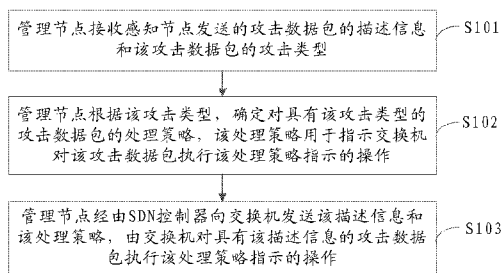 管理节点接收感知节点发送的攻击数据包的描述信息
和该攻击数据包的攻击类型
S101
管理节点根据该攻击类型，确定对具有该攻击类型的
攻击数据包的处理策略，该处理策略用于指示交换机
对该攻击数据包执行该处理策略指示的操作
S102
管理节点经由SDN控制器向交换机发送该描述信息和
该处理策略，由交换机对具有该描述信息的攻击数据
包执行该处理策略指示的操作
S103